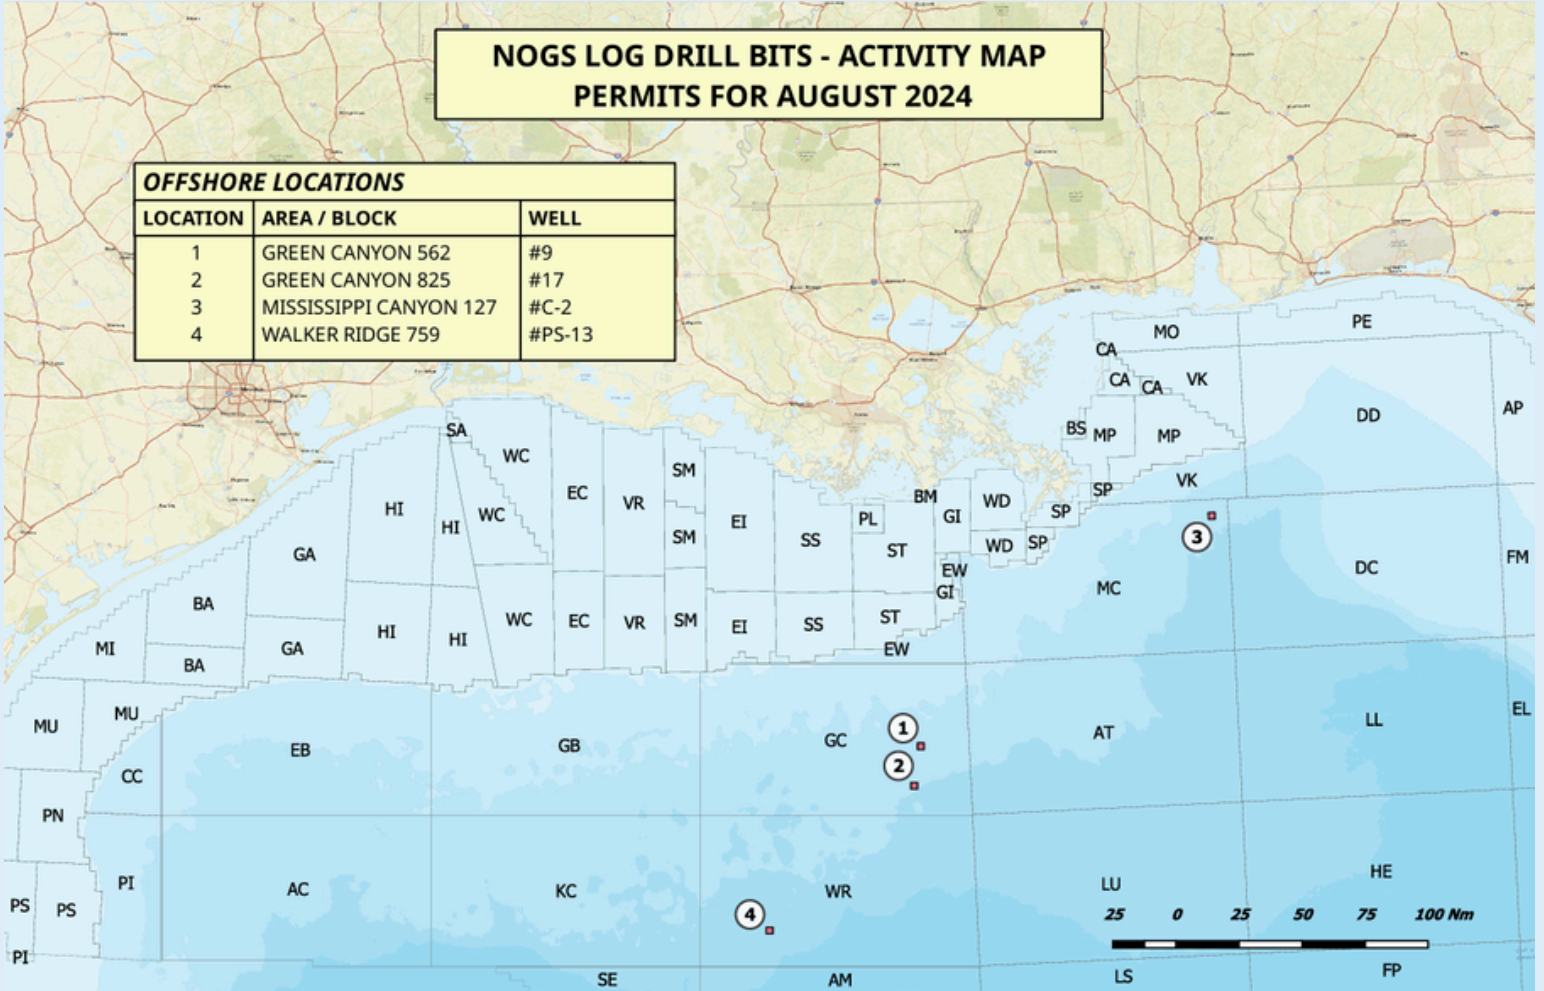 NOGS LOG DRILL BITS - ACTIVITY MAP
PERMITS FOR AUGUST 2024
OFFSHORE LOCATIONS
LOCATION AREA / BLOCK WELL
1 GREEN CANYON 562 #9
2 GREEN CANYON 825 #17
3 MISSISSIPPI CANYON 127 #C-2
4 WALKER RIDGE 759 #PS-13
PE
MO
CA
CA CA VK
DD AP
SA BS MP MP
WC
SM
EC VK
SP
VR BM WD
HI WC GI SP
HI EI PL
SM SS ST WD SP 3
GA FM
EW DC
GI MC
BA
WC EC VR SM EI SS ST
HI HI
MI GA EW
BA
MU MU EL
LL
1
EB GB GC AT
2
CC
PN
PI AC KC WR LU HE
PS PS 4
25 0 25 50 75 100 Nm
PI
SE AM LS FP